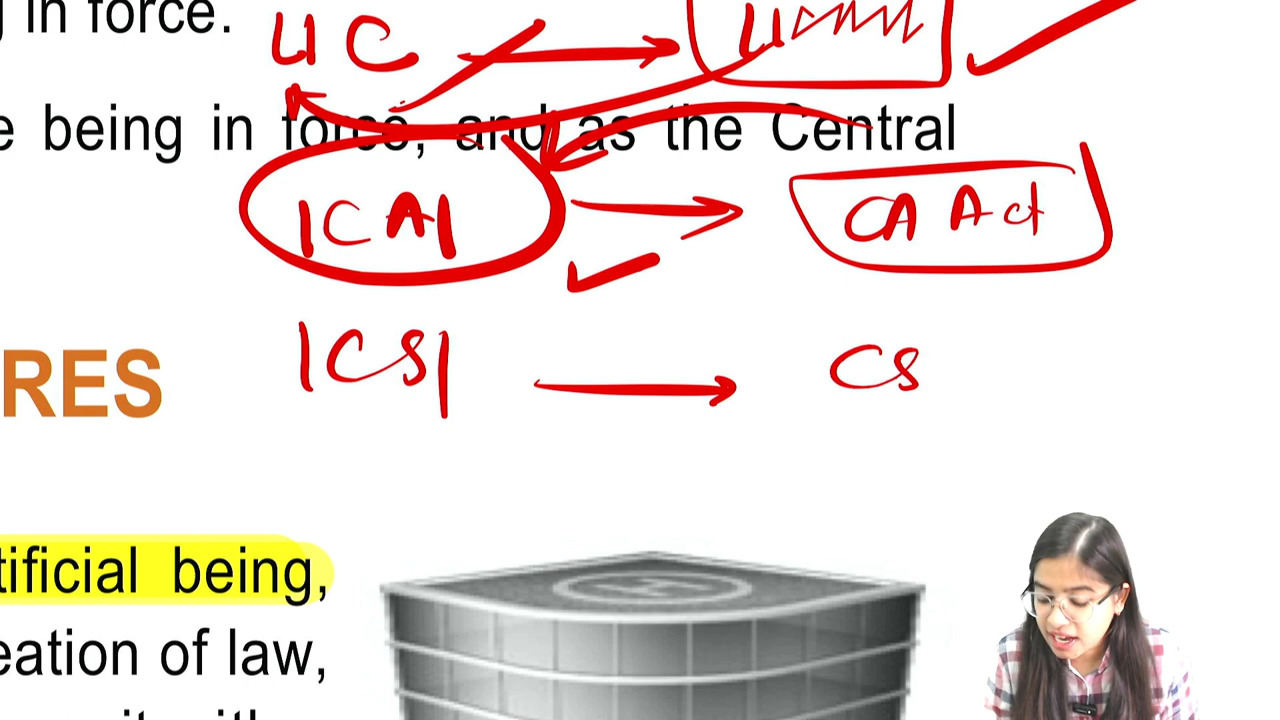 in force.
LIC →
e being in force, and as the Central
ICAI → CA Act
RES
ICSI → CS
tificial being,
eation of law,